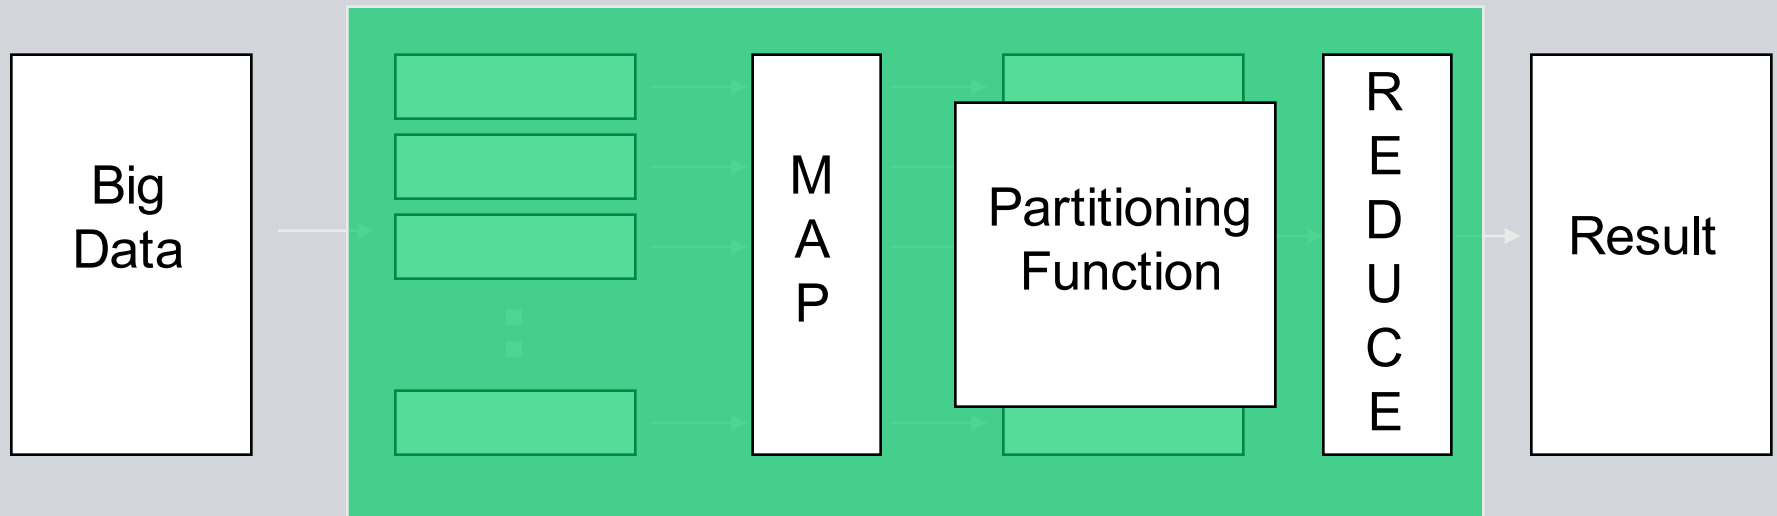 Big
Data
M
A
P
Partitioning
Function
R
E
D
U
C
E
Result